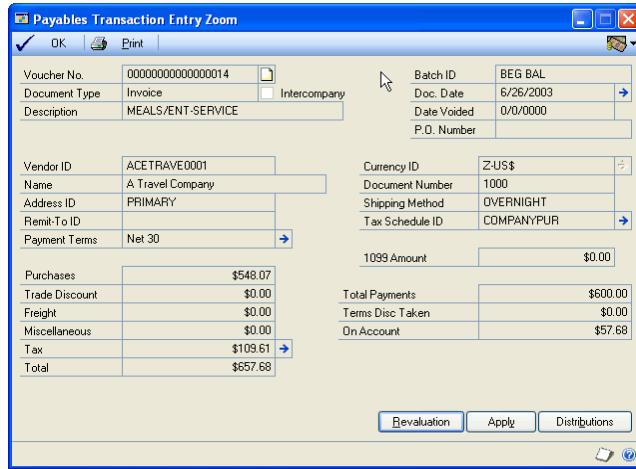 Payables Transaction Entry Zoom
OK Print
Voucher No. 00000000000000014
Document Type Invoice Intercompany
Description MEALS/ENT-SERVICE
Batch ID BEG BAL
Doc. Date 6/26/2003
Date Voided 0/0/0000
P.O. Number
Vendor ID ACETRAVE0001
Name A Travel Company
Address ID PRIMARY
Remit-To ID
Payment Terms Net 30
Currency ID Z-US$
Document Number 1000
Shipping Method OVERNIGHT
Tax Schedule ID COMPANYPUR
1099 Amount $0.00
Purchases $548.07
Trade Discount $0.00
Freight $0.00
Miscellaneous $0.00
Tax $109.61
Total $657.68
Total Payments $600.00
Terms Disc Taken $0.00
On Account $57.68
Revaluation Apply Distributions